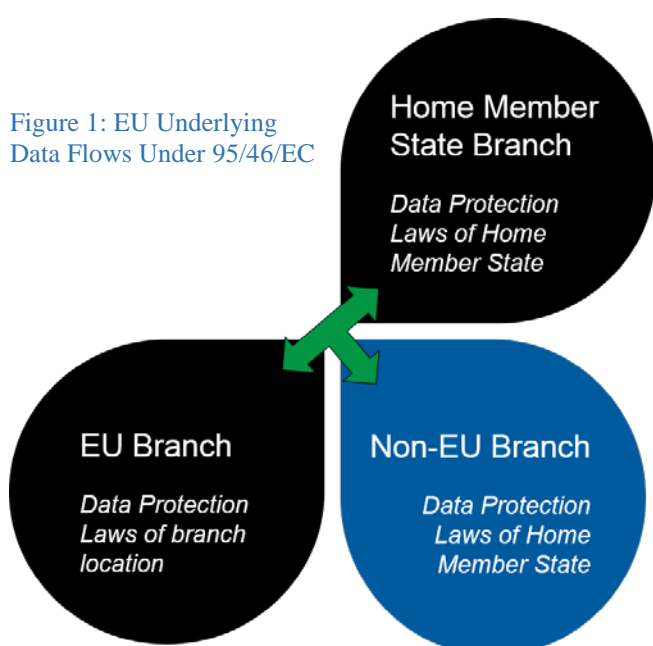 Figure 1: EU Underlying
Data Flows Under 95/46/EC
Home Member
State Branch
Data Protection
Laws of Home
Member State
EU Branch
Data Protection
Laws of branch
location
Non-EU Branch
Data Protection
Laws of Home
Member State